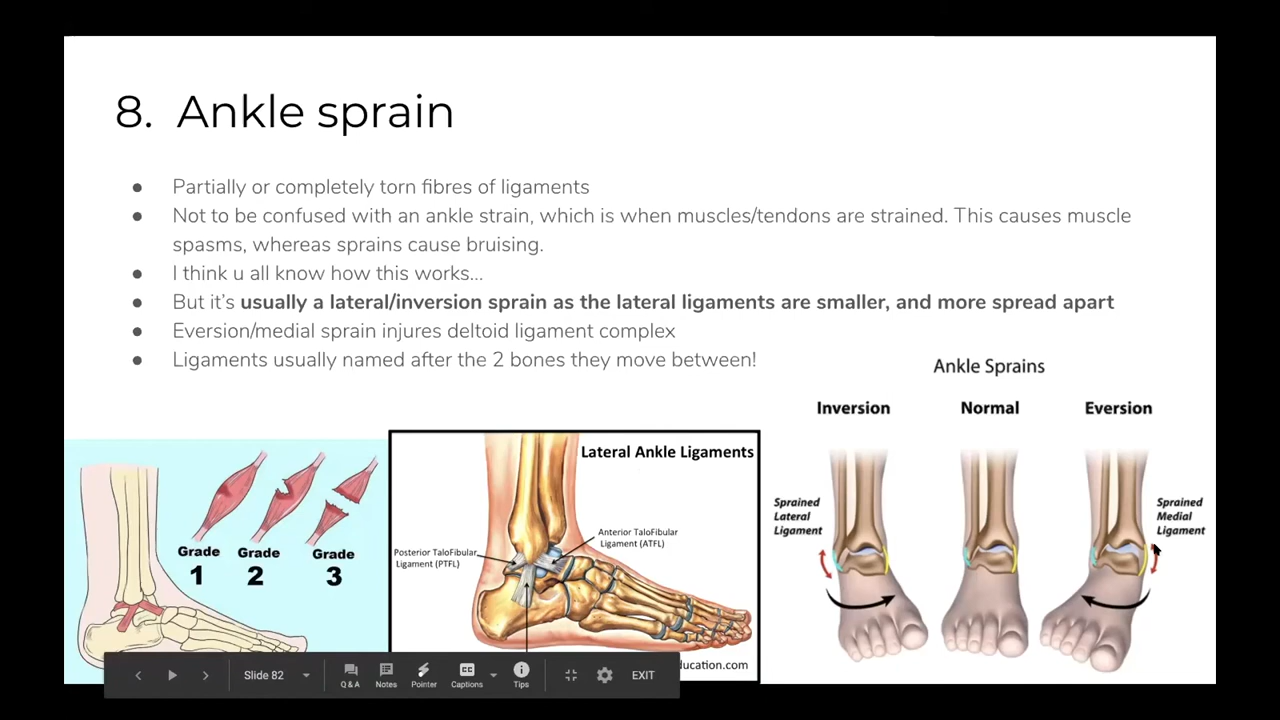 8. Ankle sprain
● Partially or completely torn fibres of ligaments
● Not to be confused with an ankle strain, which is when muscles/tendons are strained. This causes muscle
spasms, whereas sprains cause bruising.
● I think u all know how this works...
● But it's usually a lateral/inversion sprain as the lateral ligaments are smaller, and more spread apart
● Eversion/medial sprain injures deltoid ligament complex
● Ligaments usually named after the 2 bones they move between!
Grade
1
Grade
2
Grade
3
Lateral Ankle Ligaments
Posterior TaloFibular
Ligament (PTFL)
Anterior TaloFibular
Ligament (ATFL)
ducation.com
Ankle Sprains
Inversion
Normal
Eversion
Sprained
Lateral
Ligament
Sprained
Medial
Ligament
Slide 82
Q & A
Notes
Pointer
CC
Captions
Tips
EXIT